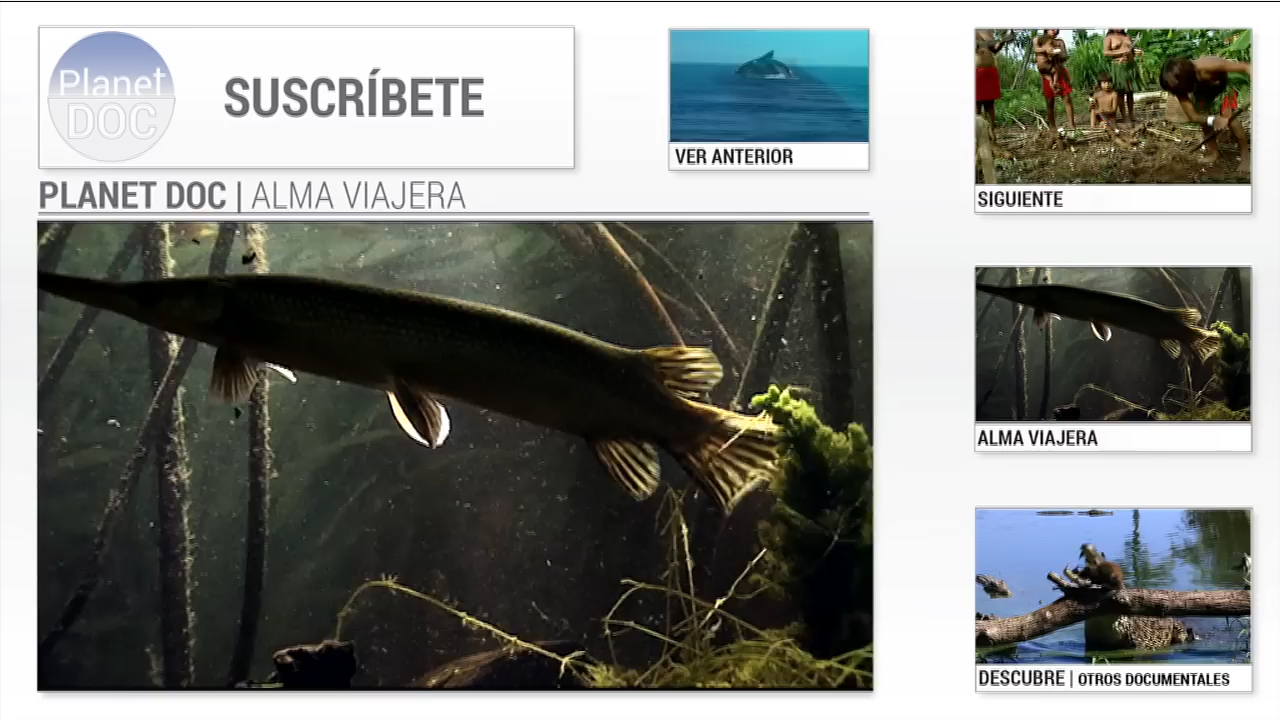 Planet
DOC
SUSCRÍBETE
VER ANTERIOR
PLANET DOC | ALMA VIAJERA
SIGUIENTE
ALMA VIAJERA
DESCUBRE | OTROS DOCUMENTALES